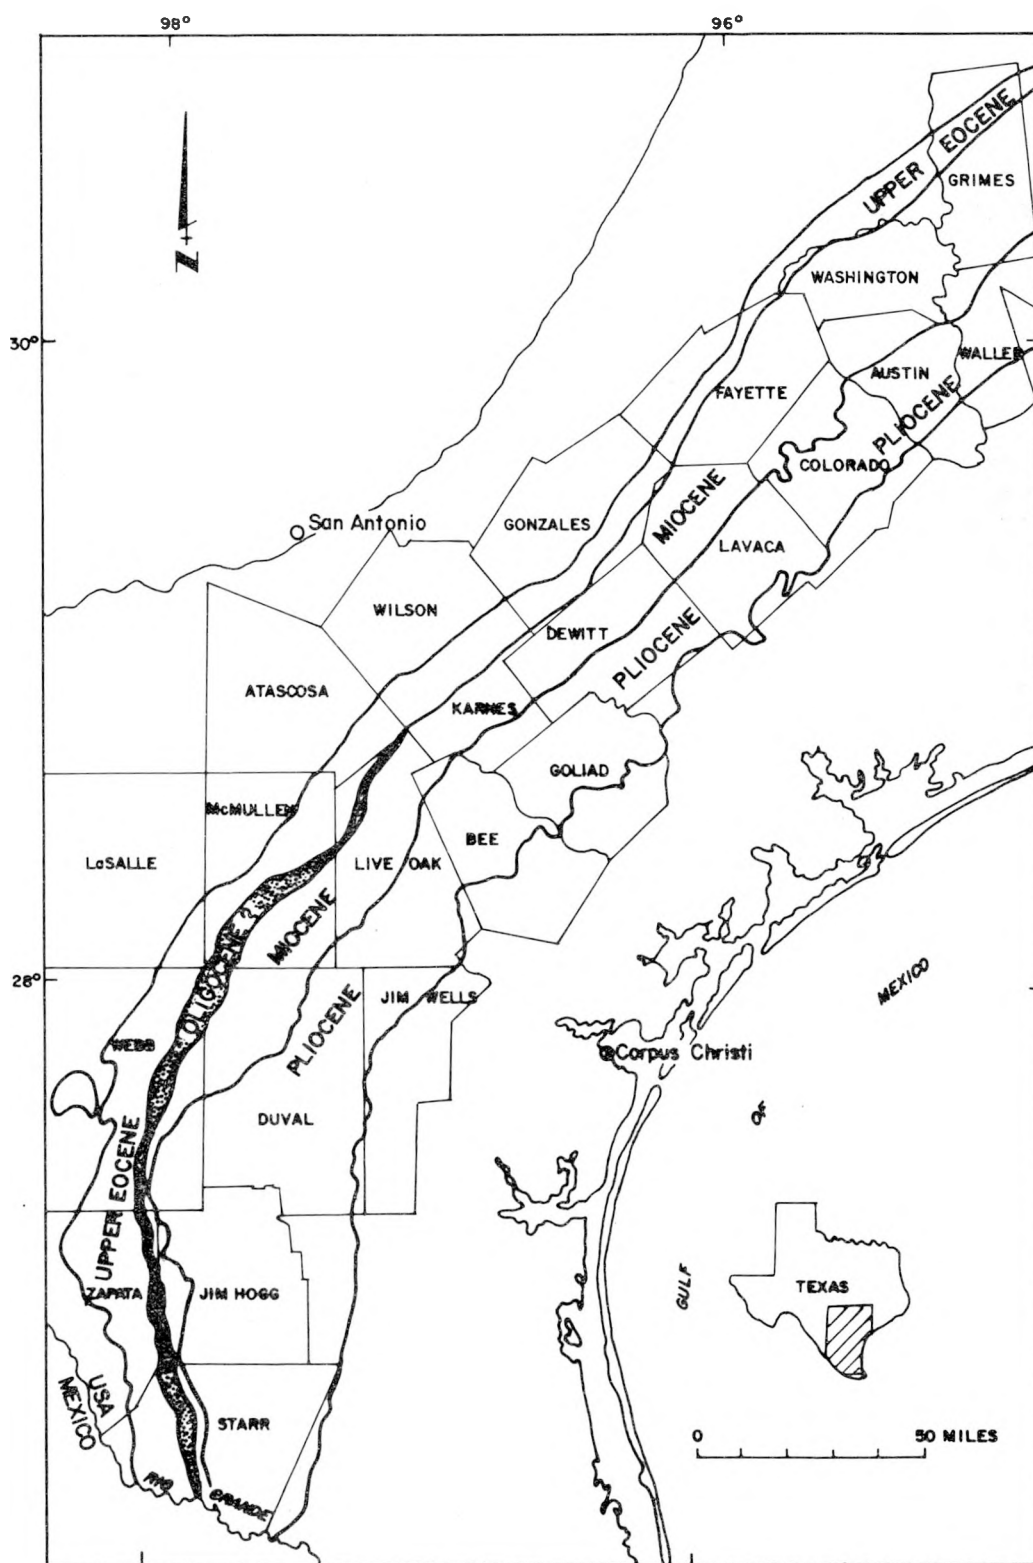 98°
96°
UPPER EOCENE
GRIMES
N
WASHINGTON
30°
WALLER
AUSTIN
FAYETTE
PLIOCENE
COLORADO
MIOCENE
San Antonio
GONZALES
LAVACA
WILSON
DEWITT
PLIOCENE
ATASCOSA
KARNES
GOLIAD
McMULLEN
BEE
LaSALLE
LIVE OAK
OLIGOCENE ?
MIOCENE
28°
JIM WELLS
MEXICO
PLIOCENE
WEBB
Corpus Christi
OF
DUVAL
UPPER EOCENE
ZAPATA
JIM HOGG
GULF
TEXAS
USA
MEXICO
STARR
0 50 MILES
RIO GRANDE